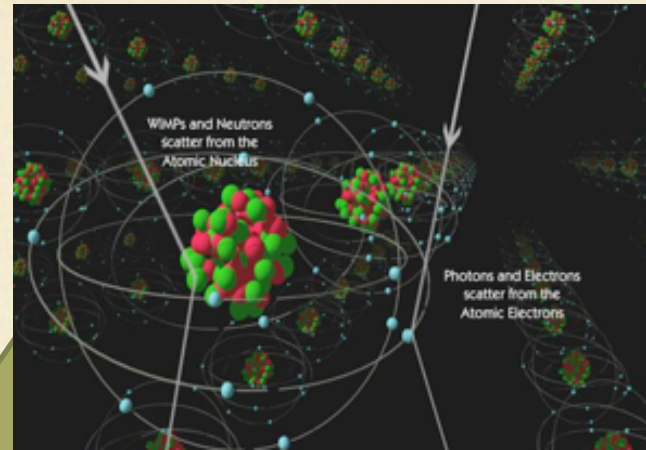 WIMPs and Neutrons
scatter from the
Atomic Nucleus
Photons and Electrons
scatter from the
Atomic Electrons